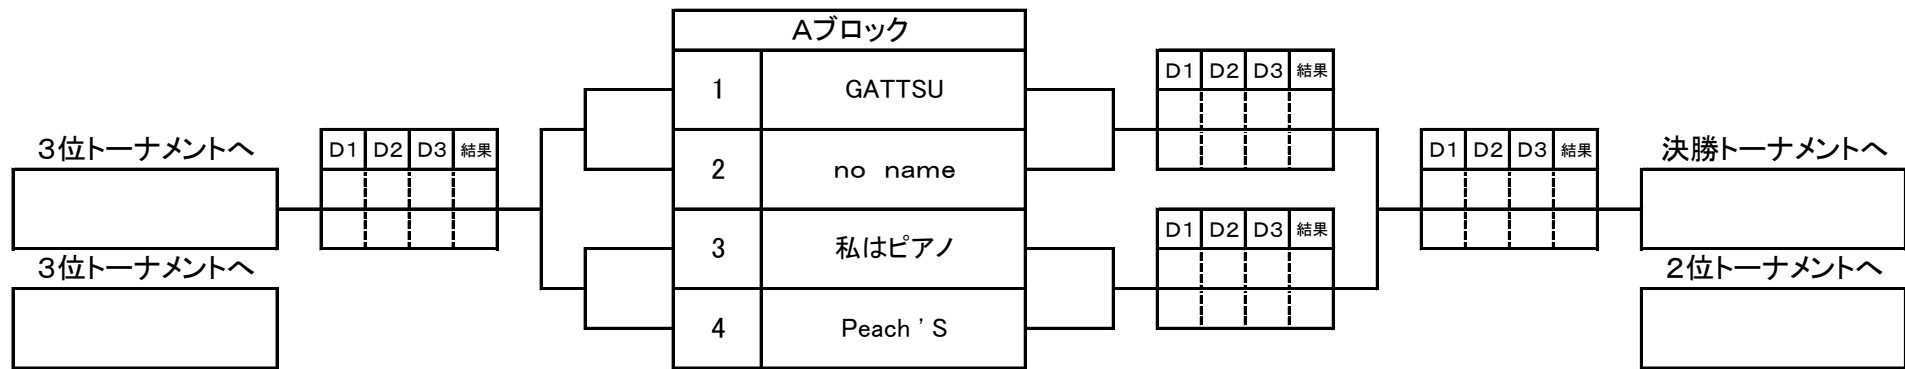 Aブロック
1 GATTSU
2 no name
3 私はピアノ
4 Peach'S
3位トーナメントへ
3位トーナメントへ
D1 D2 D3 結果
D1 D2 D3 結果
D1 D2 D3 結果
D1 D2 D3 結果
決勝トーナメントへ
2位トーナメントへ